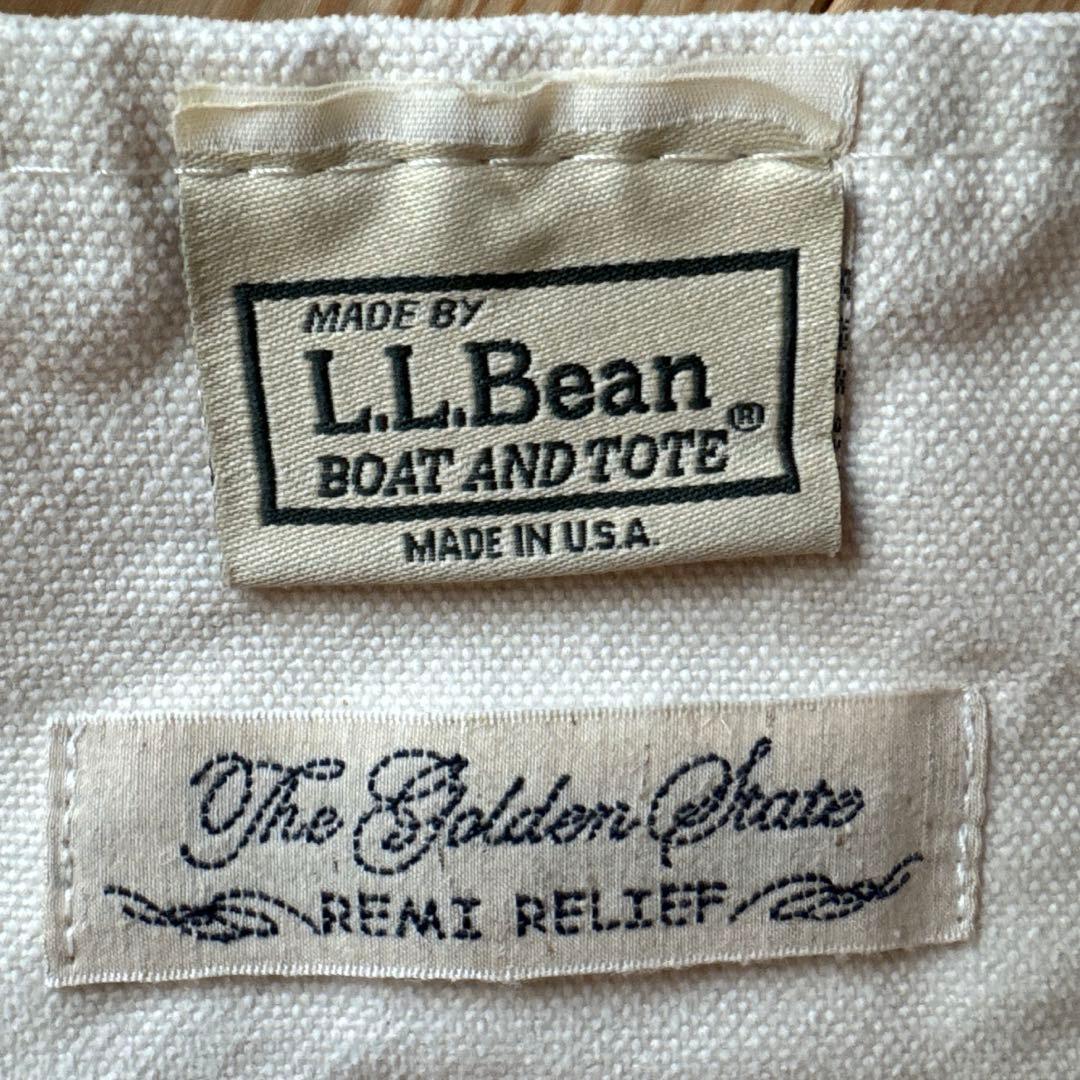 MADE BY
L.L.Bean®
BOAT AND TOTE
MADE IN U.S.A.
The Golden State
REMI RELIEF